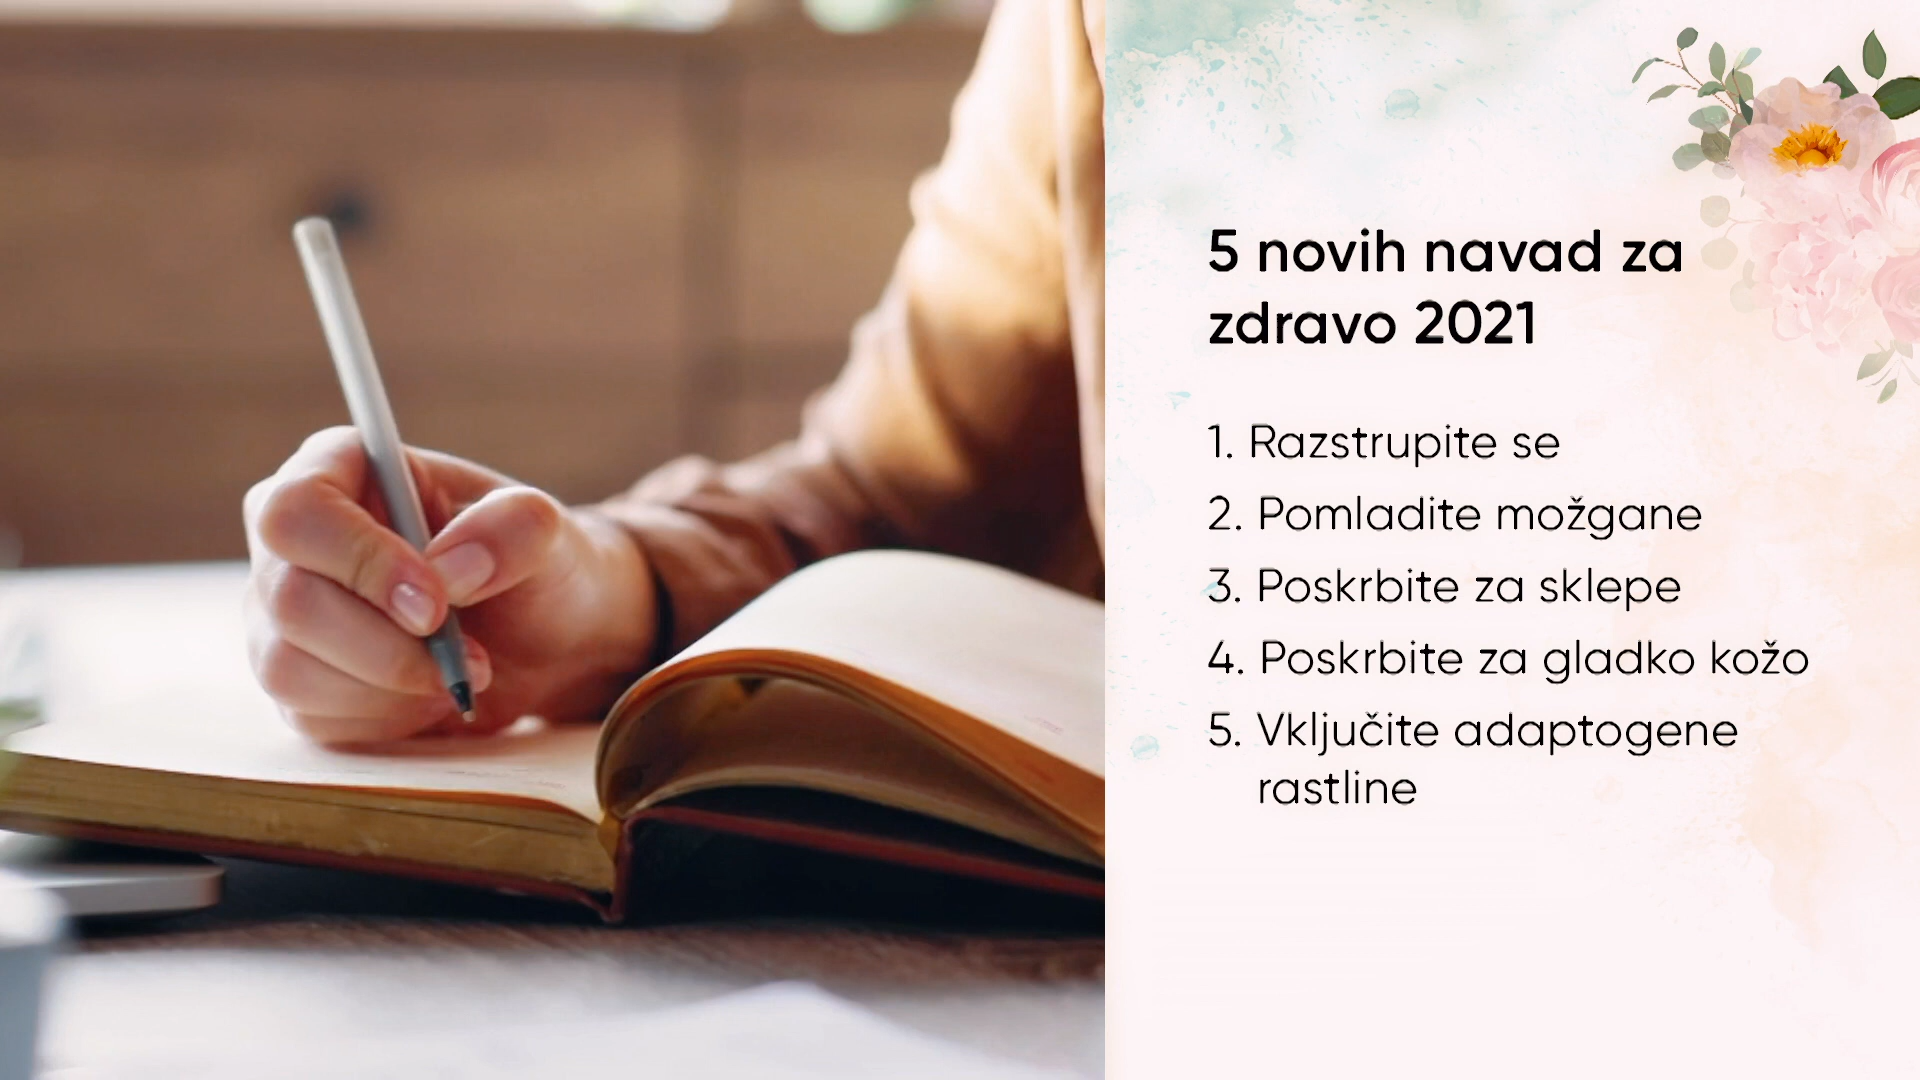 5 novih navad za
zdravo 2021
1. Razstrupite se
2. Pomladite možgane
3. Poskrbite za sklepe
4. Poskrbite za gladko kožo
5. Vključite adaptogene
rastline